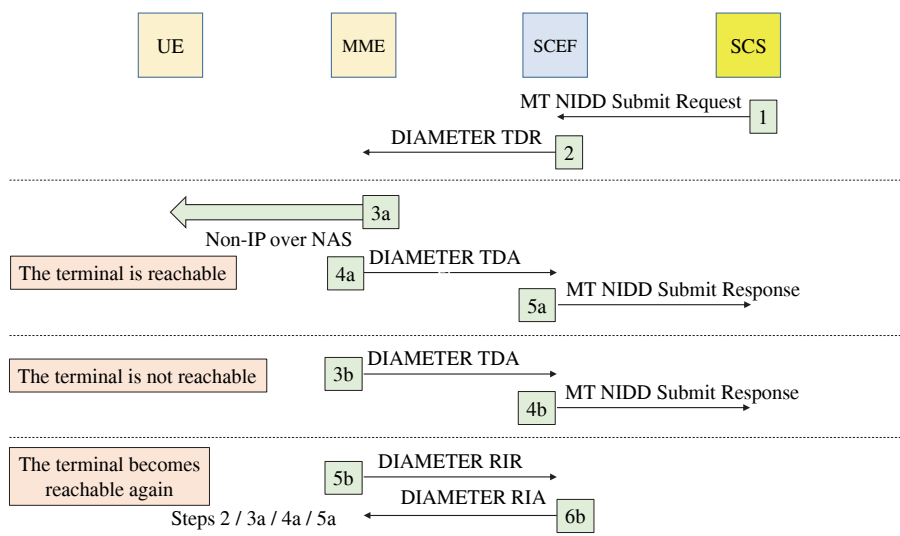 UE
MME
SCEF
SCS
MT NIDD Submit Request
1
DIAMETER TDR
2
3a
Non-IP over NAS
The terminal is reachable
4a
DIAMETER TDA
5a
MT NIDD Submit Response
The terminal is not reachable
3b
DIAMETER TDA
4b
MT NIDD Submit Response
The terminal becomes
reachable again
5b
DIAMETER RIR
DIAMETER RIA
6b
Steps 2 / 3a / 4a / 5a